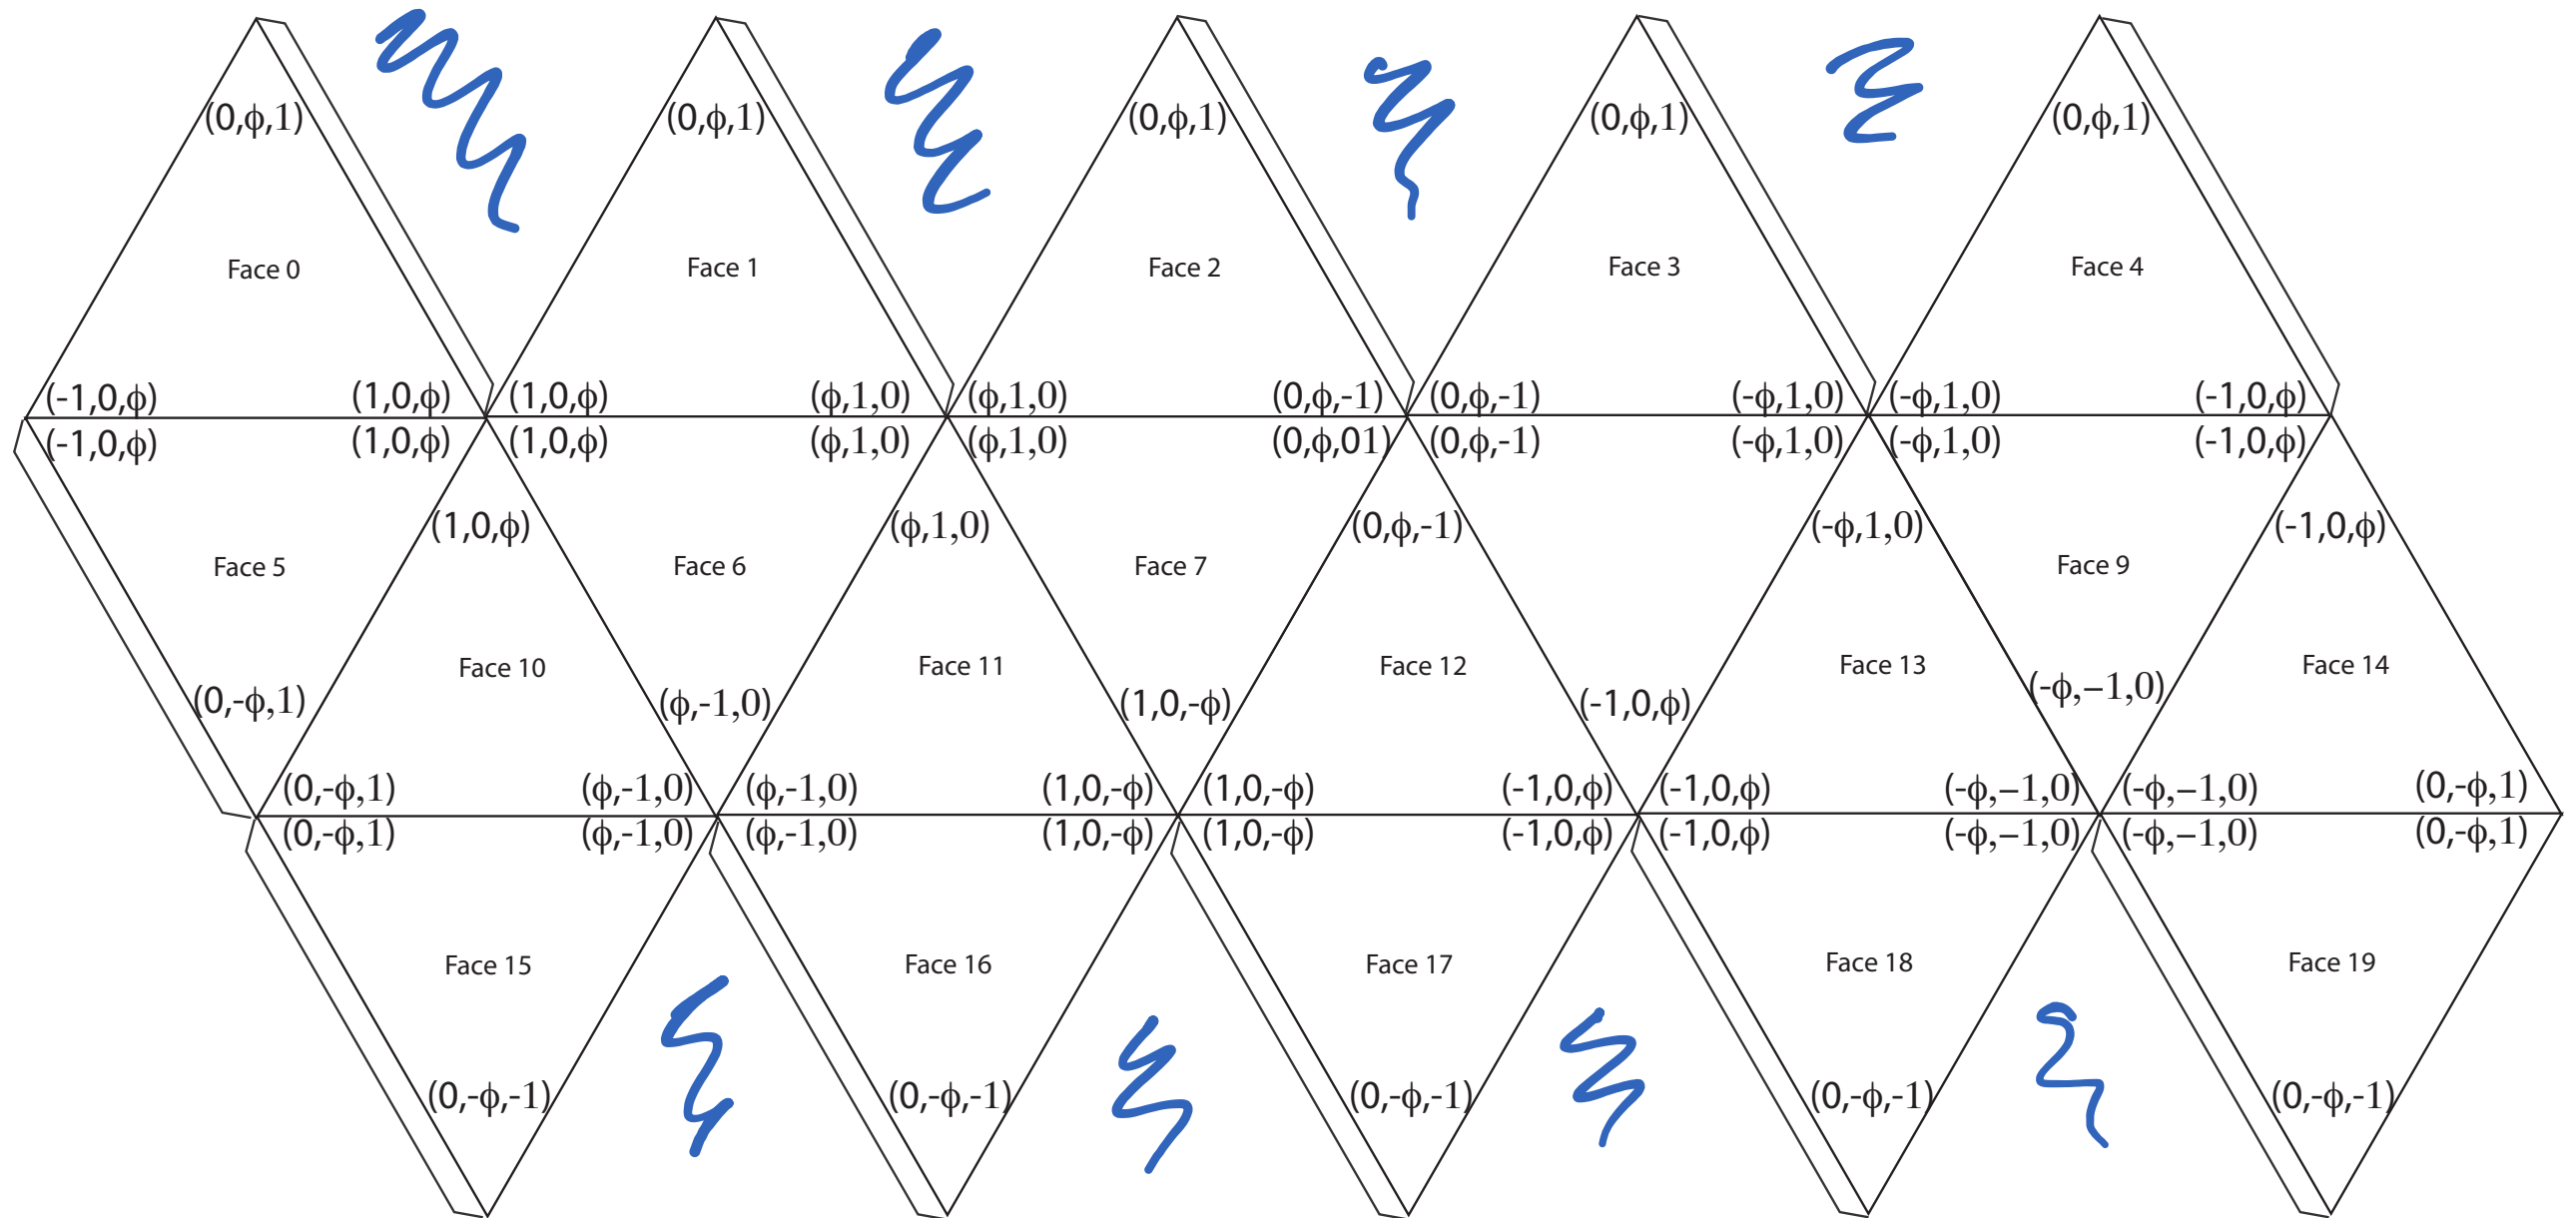 (0,ϕ,1) (0,ϕ,1) (0,ϕ,1) (0,ϕ,1) (0,ϕ,1)
Face 0 Face 1 Face 2 Face 3 Face 4
(-1,0,ϕ) (1,0,ϕ) (1,0,ϕ) (ϕ,1,0) (ϕ,1,0) (0,ϕ,-1) (0,ϕ,-1) (-ϕ,1,0) (-ϕ,1,0) (-1,0,ϕ)
(-1,0,ϕ) (1,0,ϕ) (1,0,ϕ) (ϕ,1,0) (ϕ,1,0) (0,ϕ,01) (0,ϕ,-1) (-ϕ,1,0) (-ϕ,1,0) (-1,0,ϕ)
(1,0,ϕ) (ϕ,1,0) (0,ϕ,-1) (-ϕ,1,0) (-1,0,ϕ)
Face 5 Face 6 Face 7 Face 9
Face 10 Face 11 Face 12 Face 13 Face 14
(0,-ϕ,1) (ϕ,-1,0) (1,0,-ϕ) (-1,0,ϕ) (-ϕ,−1,0)
(0,-ϕ,1) (ϕ,-1,0) (ϕ,-1,0) (1,0,-ϕ) (1,0,-ϕ) (-1,0,ϕ) (-1,0,ϕ) (-ϕ,−1,0) (-ϕ,−1,0) (0,-ϕ,1)
(0,-ϕ,1) (ϕ,-1,0) (ϕ,-1,0) (1,0,-ϕ) (1,0,-ϕ) (-1,0,ϕ) (-1,0,ϕ) (-ϕ,−1,0) (-ϕ,−1,0) (0,-ϕ,1)
Face 15 Face 16 Face 17 Face 18 Face 19
(0,-ϕ,-1) (0,-ϕ,-1) (0,-ϕ,-1) (0,-ϕ,-1) (0,-ϕ,-1)